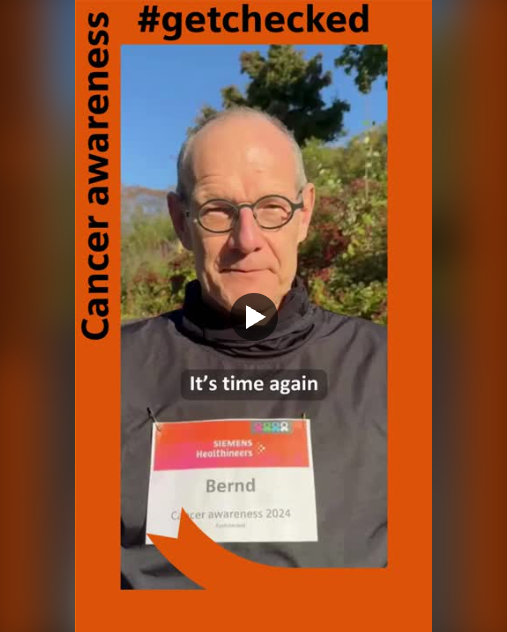 #getchecked
Cancer awareness
It's time again
SIEMENS
Healthineers
Bernd
Cancer awareness 2024